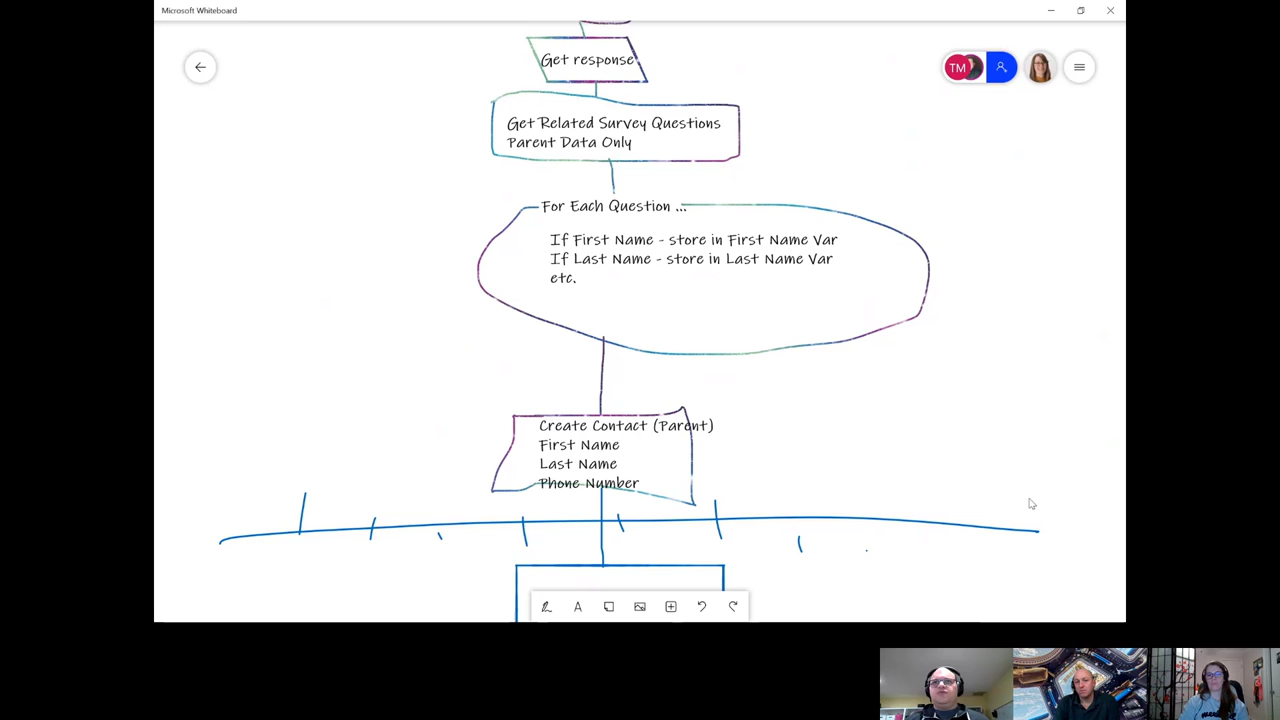 Microsoft Whiteboard
Get response
TM
Get Related Survey Questions
Parent Data Only
For Each Question ...
If First Name - store in First Name Var
If Last Name - store in Last Name Var
etc.
Create Contact (Parent)
First Name
Last Name
Phone Number
A